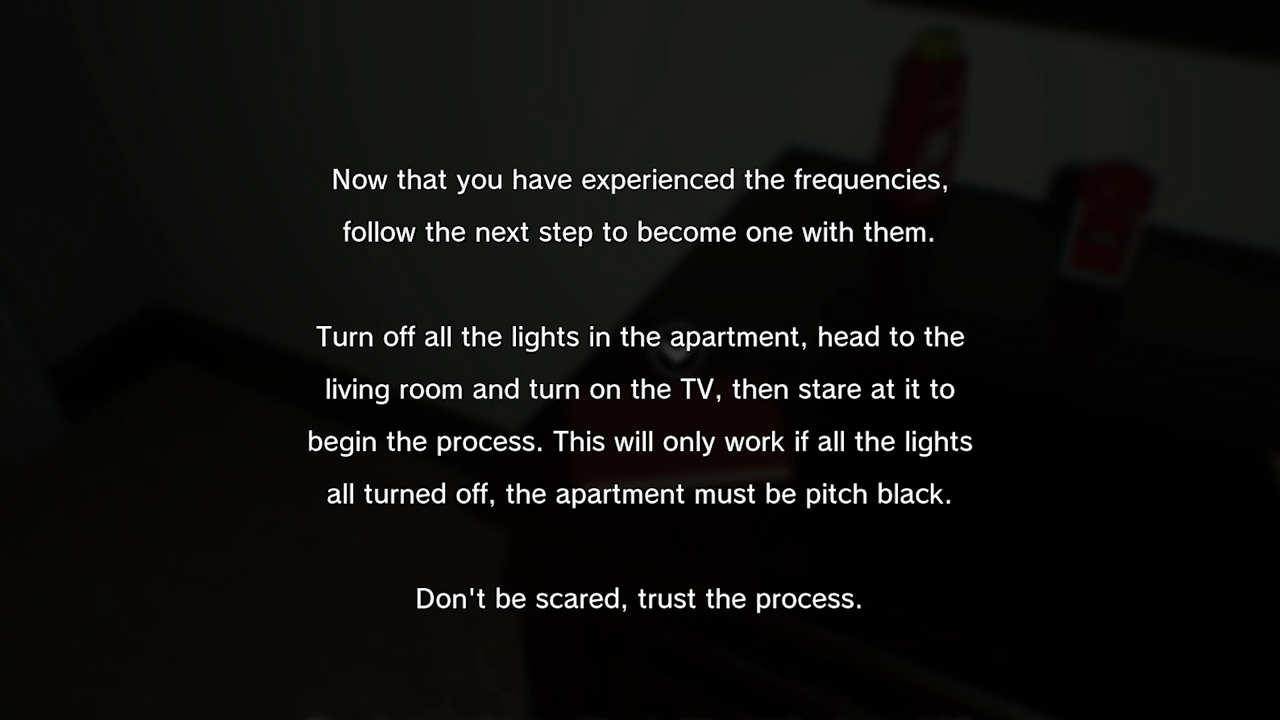 Now that you have experienced the frequencies,
follow the next step to become one with them.
Turn off all the lights in the apartment, head to the
living room and turn on the TV, then stare at it to
begin the process. This will only work if all the lights
all turned off, the apartment must be pitch black.
Don't be scared, trust the process.